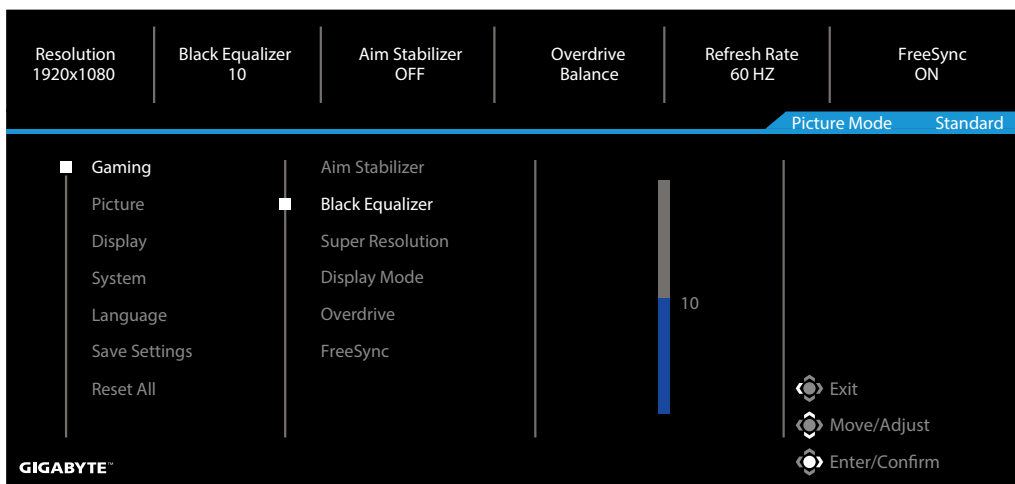 Resolution
1920x1080
Black Equalizer
10
Aim Stabilizer
OFF
Overdrive
Balance
Refresh Rate
60 HZ
FreeSync
ON
Picture Mode Standard
Gaming
Picture
Display
System
Language
Save Settings
Reset All
Aim Stabilizer
Black Equalizer
Super Resolution
Display Mode
Overdrive
FreeSync
10
Exit
Move/Adjust
Enter/Confirm
GIGABYTE™